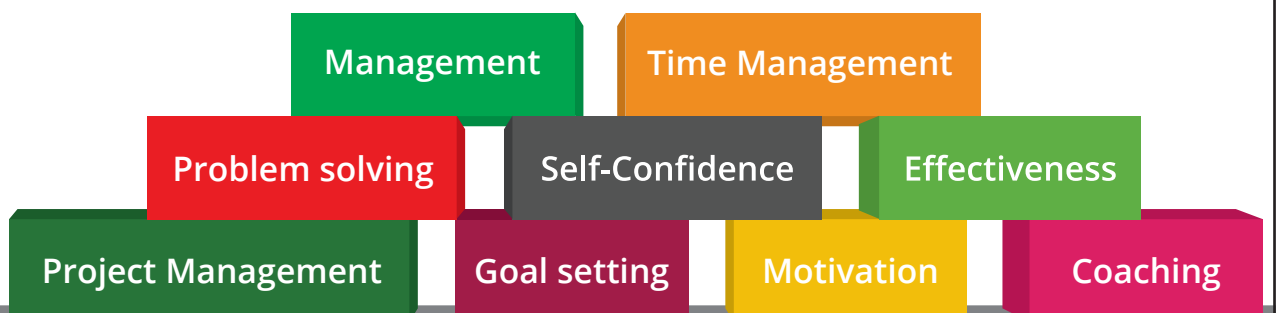 Management
Time Management
Problem solving
Self-Confidence
Effectiveness
Project Management
Goal setting
Motivation
Coaching